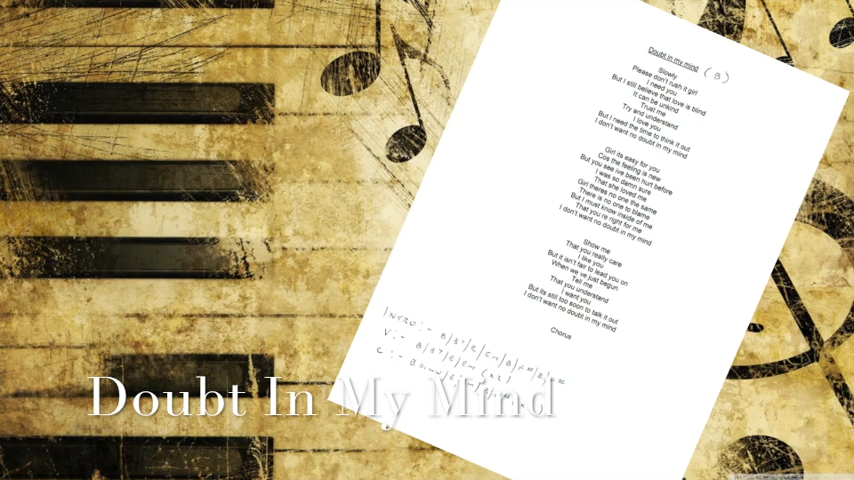 Doubt in my mind (B)
Slowly
Please don't rush it girl
I need you
But I still believe that love is blind
It can be unkind
Trust me
Try and understand
I love you
But I need the time to think it out
I don't want no doubt in my mind
Girl its easy for you
Cos the feeling is new
But you see ive been hurt before
I was so damn sure
That she loved me
Girl theres no one the same
There is no one to blame
But I must know inside of me
That you re right for me
I don't want no doubt in my mind
Show me
That you really care
I like you
But it isn't fair to lead you on
When we ve just begun
Tell me
That you understand
I want you
But its still too soon to talk it out
I don't want no doubt in my mind
Chorus
INTRO :-
V :-
C :-
Doubt In My Mind